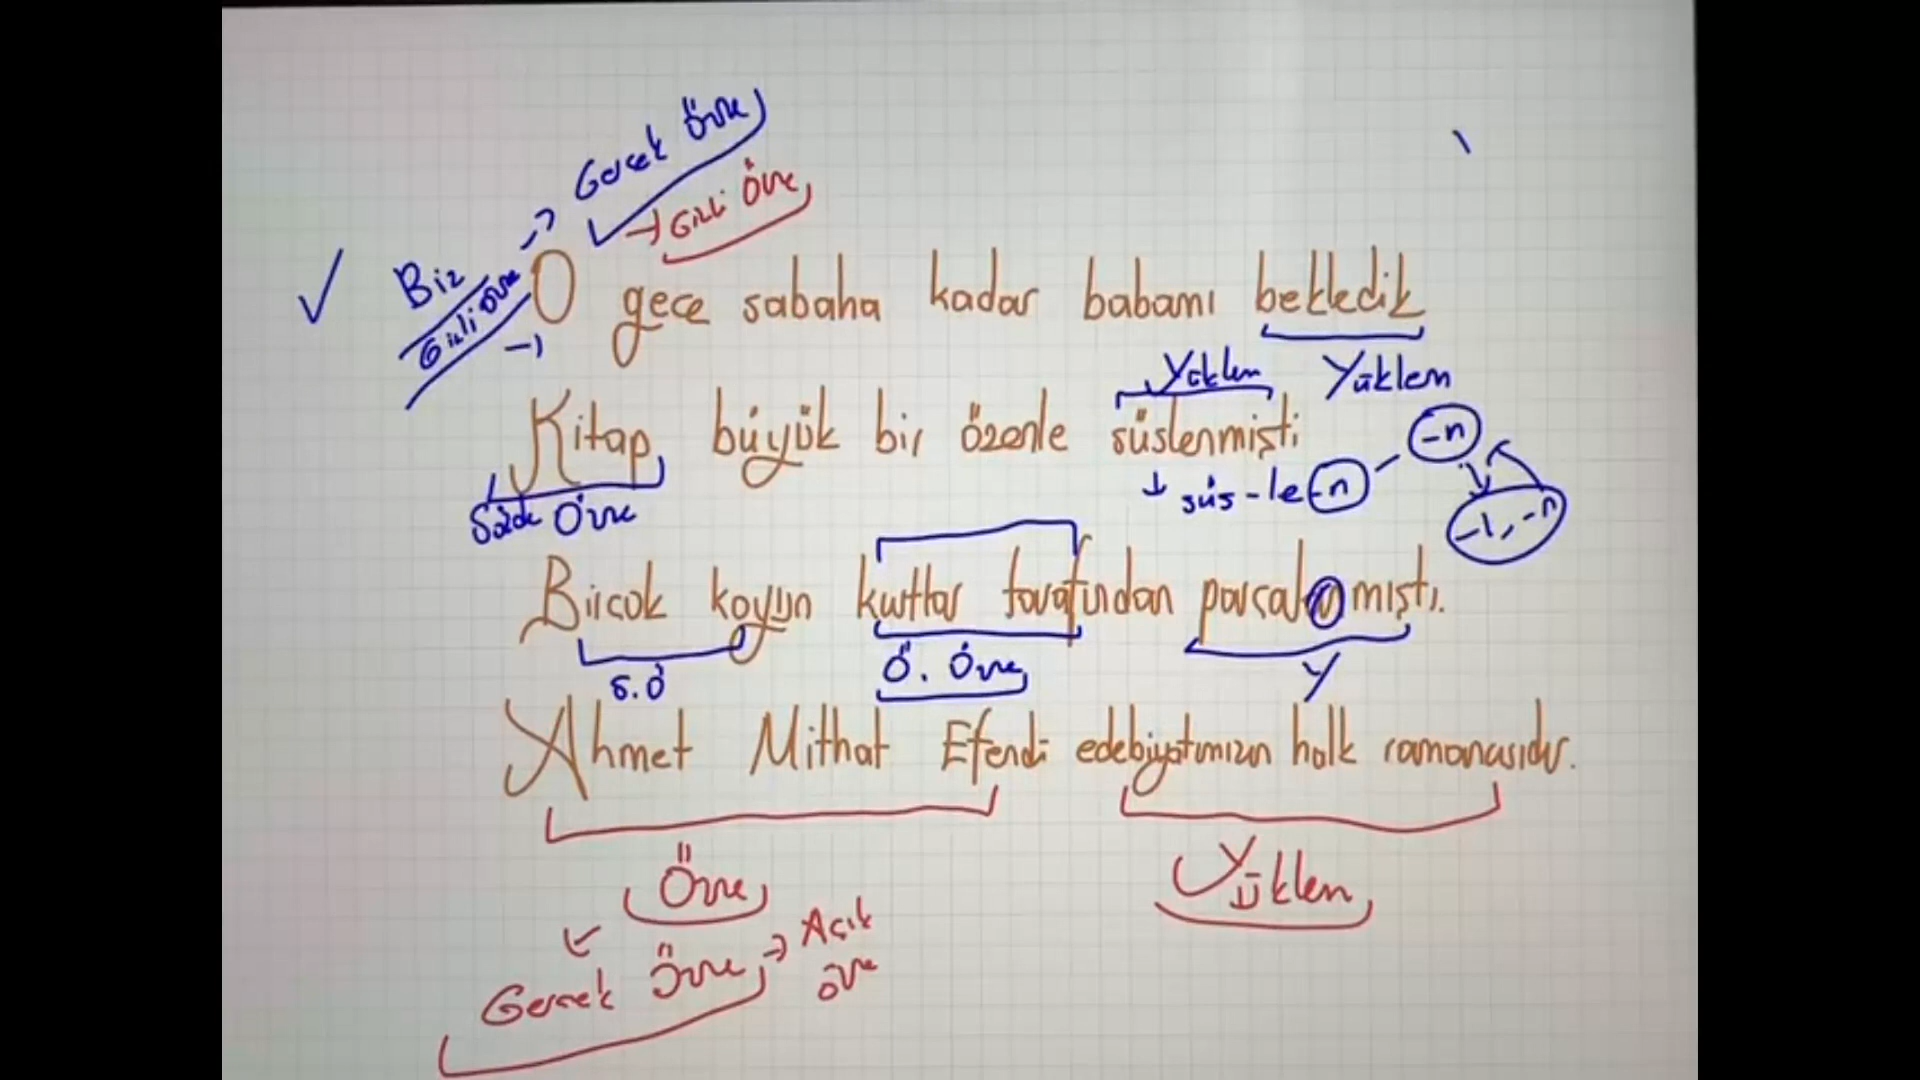 Gerçek Özne
→ Gizli Özne
✓ Biz
Gizli özne
O gece sabaha kadar babamı bekledik
Yüklem Yüklem
Kitap büyük bir özenle süslenmişti
-n
↓ süs-le-n
-l, -n
Sözde Özne
Birçok koyun kurtlar tarafından parçalanmıştı.
S.Ö Ö. Özne Y
Ahmet Mithat Efendi edebiyatımızın halk romancısıdır.
Özne Yüklem
Gerçek Özne → Açık özne